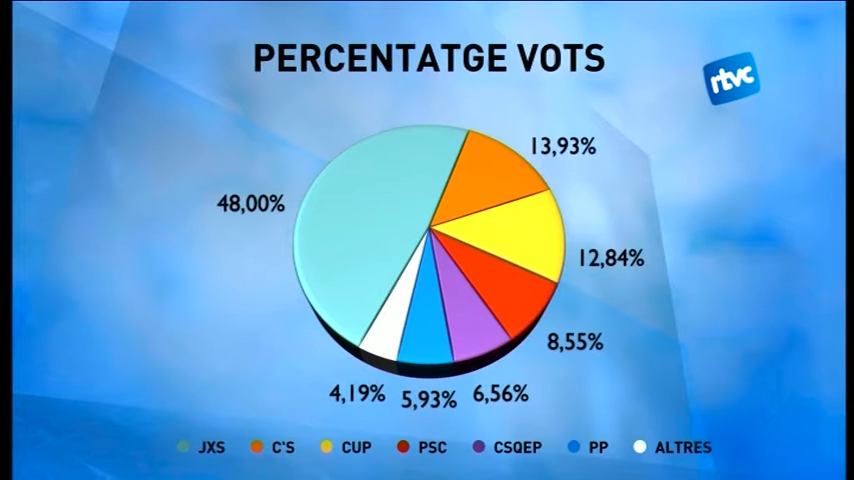 PERCENTATGE VOTS
rtvc
13,93%
48,00%
12,84%
8,55%
4,19% 5,93% 6,56%
JXS C'S CUP PSC CSQEP PP ALTRES